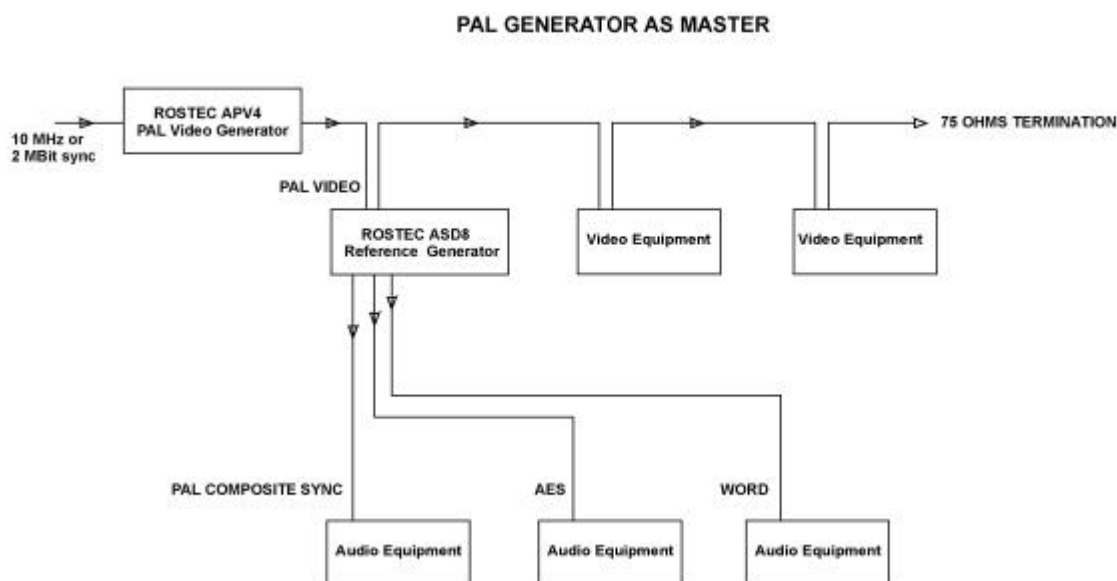 PAL GENERATOR AS MASTER
ROSTEC APV4
PAL Video Generator
10 MHz or
2 MBit sync
75 OHMS TERMINATION
PAL VIDEO
ROSTEC ASD8
Reference Generator
Video Equipment
Video Equipment
PAL COMPOSITE SYNC
AES
WORD
Audio Equipment
Audio Equipment
Audio Equipment